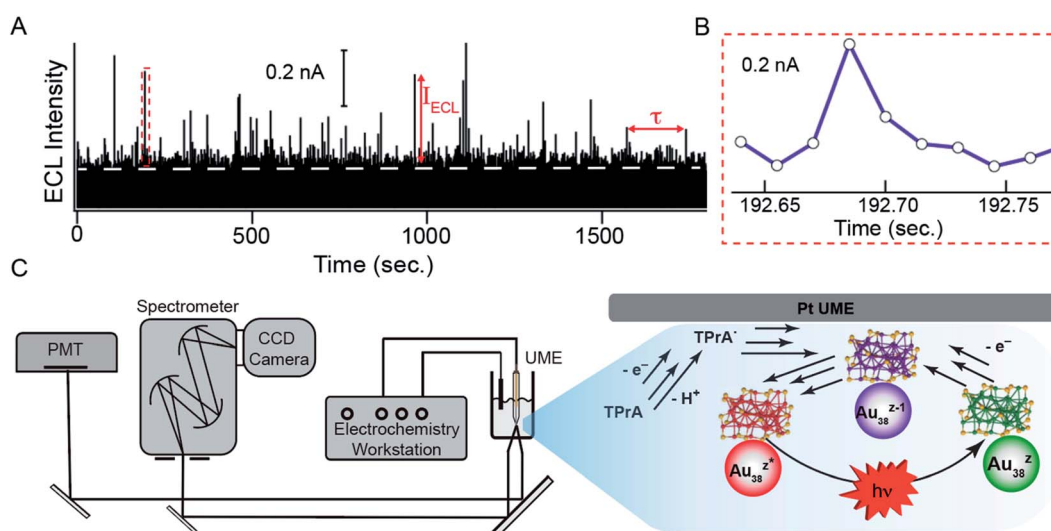 A
ECL Intensity
0.2 nA
I_ECL
τ
0
500
1000
1500
Time (sec.)
B
0.2 nA
192.65
192.70
192.75
Time (sec.)
C
PMT
Spectrometer
CCD
Camera
UME
Electrochemistry
Workstation
Pt UME
TPrA˙
- e⁻
- H⁺
TPrA
- e⁻
Au₃₈ᶻ⁻¹
Au₃₈ᶻ*
hν
Au₃₈ᶻ